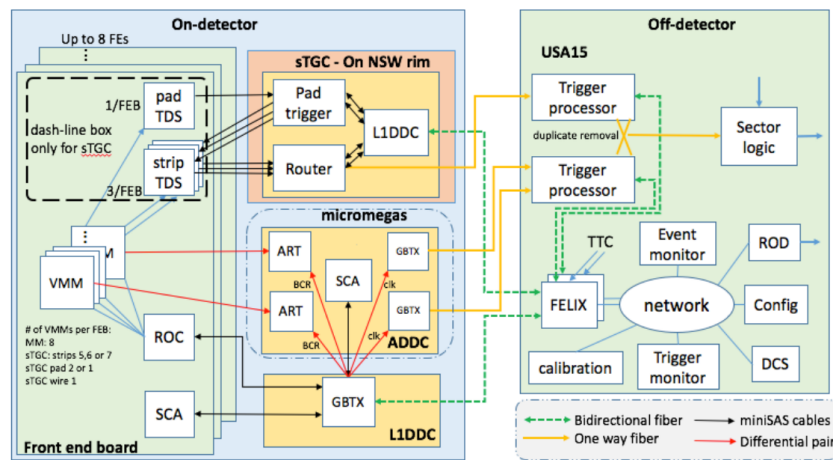 On-detector
Off-detector
Up to 8 FEs
⋮
1/FEB
pad
TDS
dash-line box
only for sTGC
strip
TDS
3/FEB
sTGC - On NSW rim
Pad
trigger
L1DDC
Router
USA15
Trigger
processor
duplicate removal
Trigger
processor
Sector
logic
micromegas
ART
GBTX
SCA
BCR
clk
ART
GBTX
BCR
clk
ADDC
⋮
M
VMM
# of VMMs per FEB:
MM: 8
sTGC: strips 5,6 or 7
sTGC pad 2 or 1
sTGC wire 1
ROC
SCA
Front end board
GBTX
L1DDC
TTC
Event
monitor
ROD
FELIX
network
Config
calibration
Trigger
monitor
DCS
Bidirectional fiber
miniSAS cables
One way fiber
Differential pair